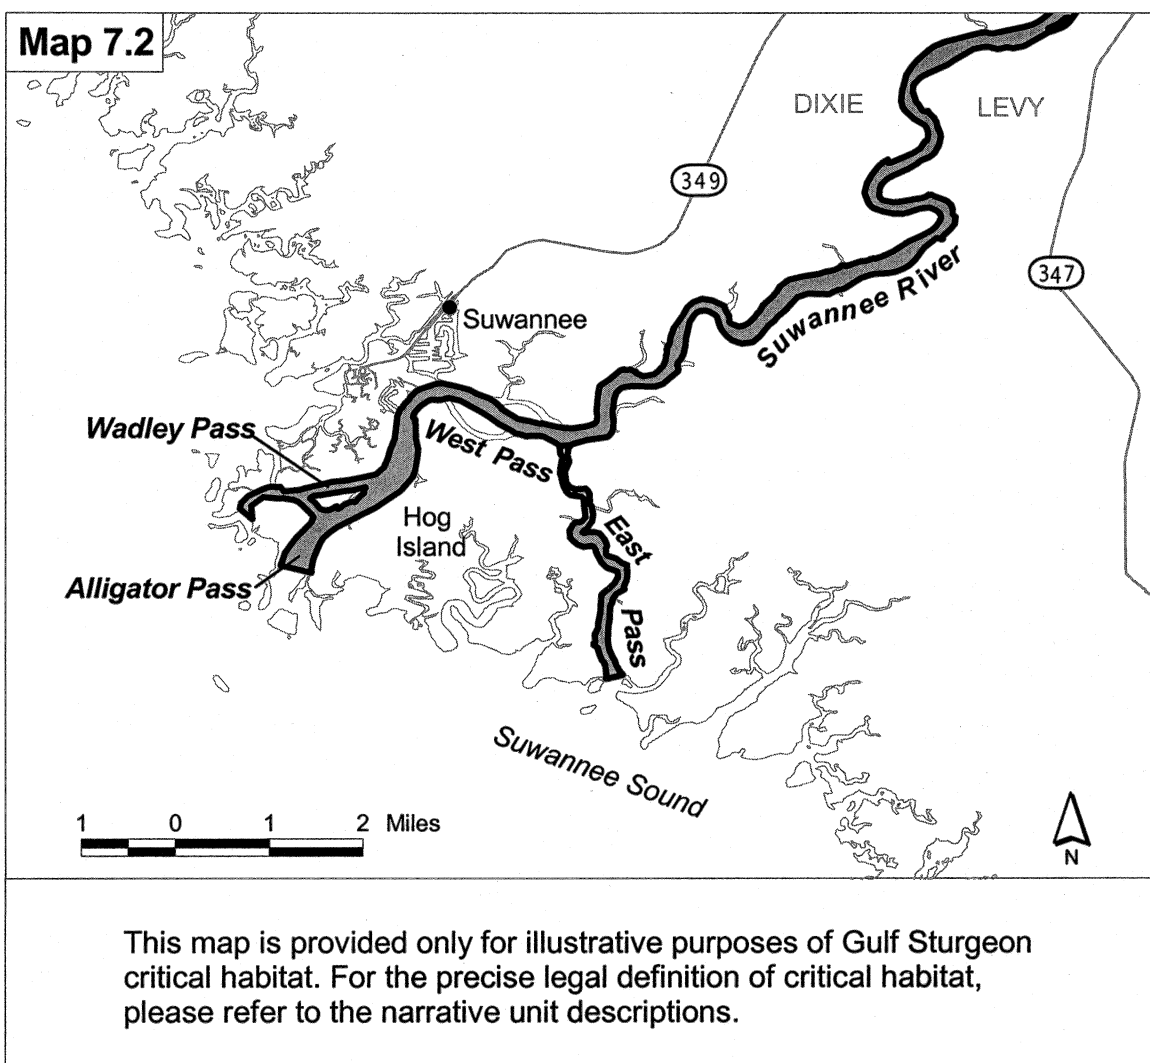 Map 7.2
DIXIE
LEVY
349
347
Suwannee River
Suwannee
Wadley Pass
West Pass
Hog
Island
East
Pass
Alligator Pass
Suwannee Sound
1 0 1 2 Miles
N
This map is provided only for illustrative purposes of Gulf Sturgeon
critical habitat. For the precise legal definition of critical habitat,
please refer to the narrative unit descriptions.